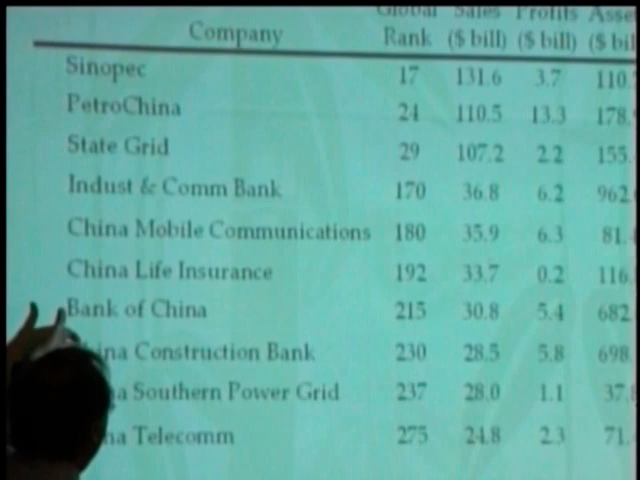 Global Sales Profits Asse
Company Rank ($ bill) ($ bill) ($ bil
Sinopec 17 131.6 3.7 110.
PetroChina 24 110.5 13.3 178.
State Grid 29 107.2 2.2 155.
Indust & Comm Bank 170 36.8 6.2 962.
China Mobile Communications 180 35.9 6.3 81.
China Life Insurance 192 33.7 0.2 116.
Bank of China 215 30.8 5.4 682.
ina Construction Bank 230 28.5 5.8 698.
a Southern Power Grid 237 28.0 1.1 37.8
na Telecomm 275 24.8 2.3 71.